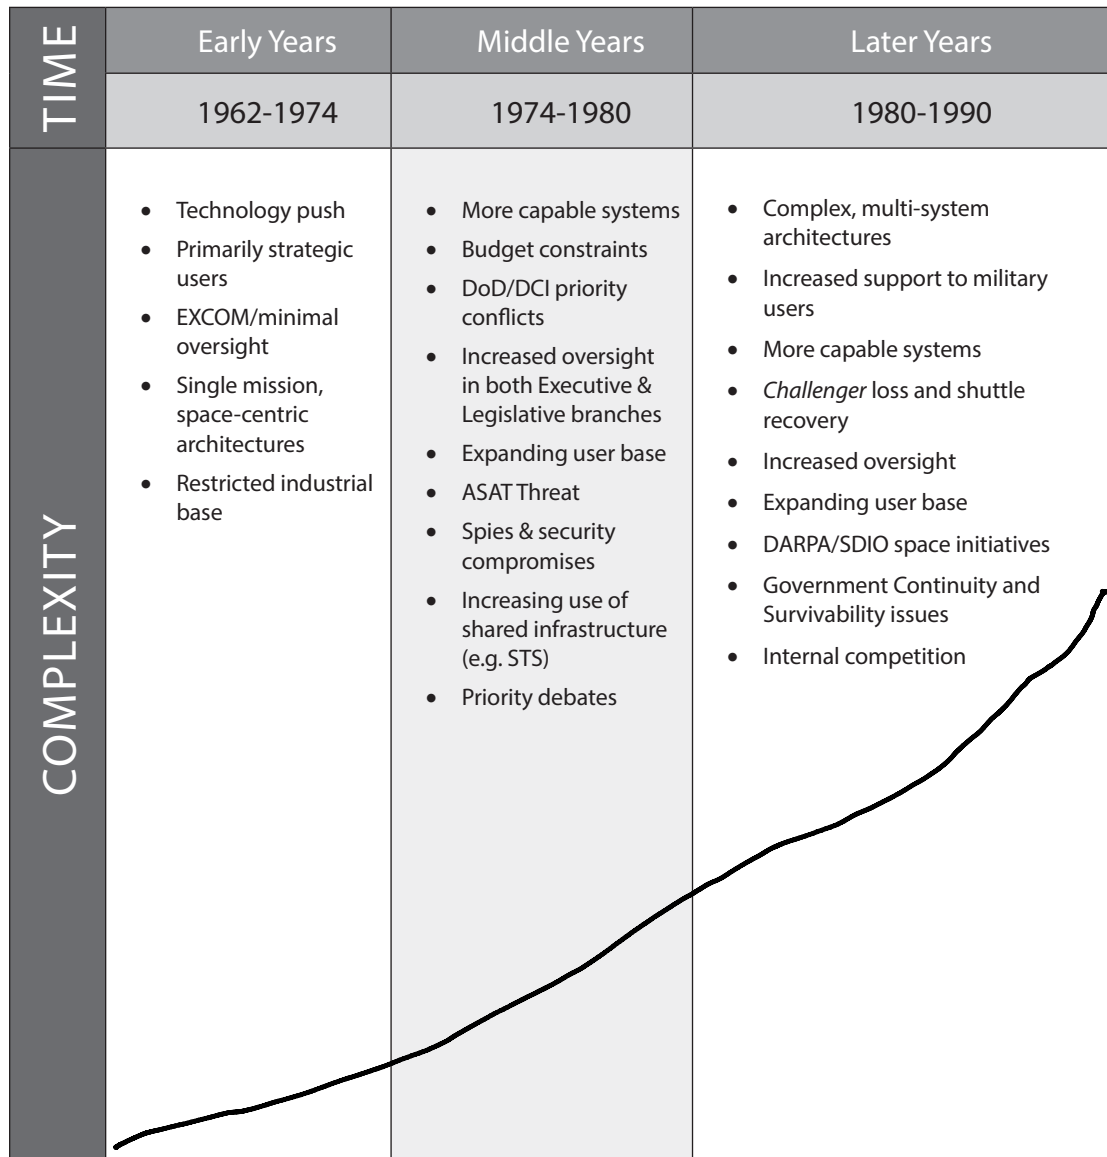 TIME
Early Years
Middle Years
Later Years
1962-1974
1974-1980
1980-1990
COMPLEXITY
• Technology push
• Primarily strategic
users
• EXCOM/minimal
oversight
• Single mission,
space-centric
architectures
• Restricted industrial
base
• More capable systems
• Budget constraints
• DoD/DCI priority
conflicts
• Increased oversight
in both Executive &
Legislative branches
• Expanding user base
• ASAT Threat
• Spies & security
compromises
• Increasing use of
shared infrastructure
(e.g. STS)
• Priority debates
• Complex, multi-system
architectures
• Increased support to military
users
• More capable systems
• Challenger loss and shuttle
recovery
• Increased oversight
• Expanding user base
• DARPA/SDIO space initiatives
• Government Continuity and
Survivability issues
• Internal competition